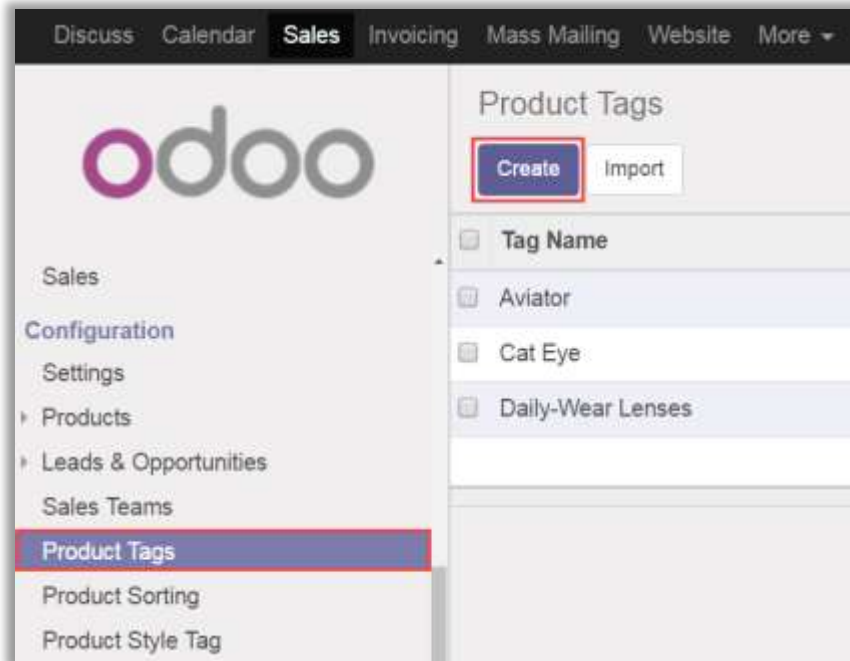 Discuss Calendar Sales Invoicing Mass Mailing Website More
odoo
Sales
Configuration
Settings
Products
Leads & Opportunities
Sales Teams
Product Tags
Product Sorting
Product Style Tag
Product Tags
Create Import
Tag Name
Aviator
Cat Eye
Daily-Wear Lenses